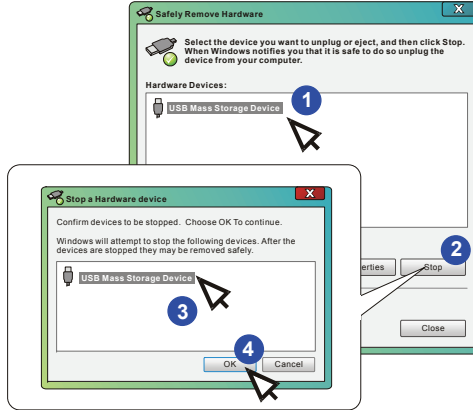 Safely Remove Hardware
X
Select the device you want to unplug or eject, and then click Stop.
When Windows notifies you that it is safe to do so unplug the
device from your computer.
Hardware Devices:
USB Mass Storage Device
1
2
erties
Stop
Close
Stop a Hardware device
X
Confirm devices to be stopped. Choose OK To continue.
Windows will attempt to stop the following devices. After the
devices are stopped they may be removed safely.
USB Mass Storage Device
3
4
OK
Cancel